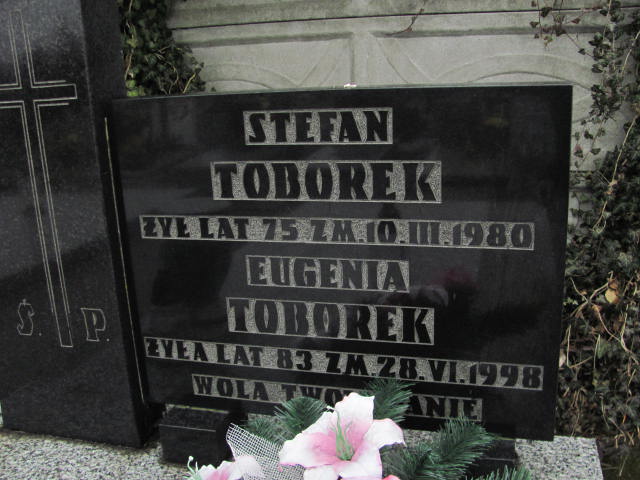 Ś. P.
STEFAN
TOBOREK
ŻYŁ LAT 75 ZM.10.III.1980
EUGENIA
TOBOREK
ŻYŁA LAT 83 ZM.28.VI.1998
WOLA